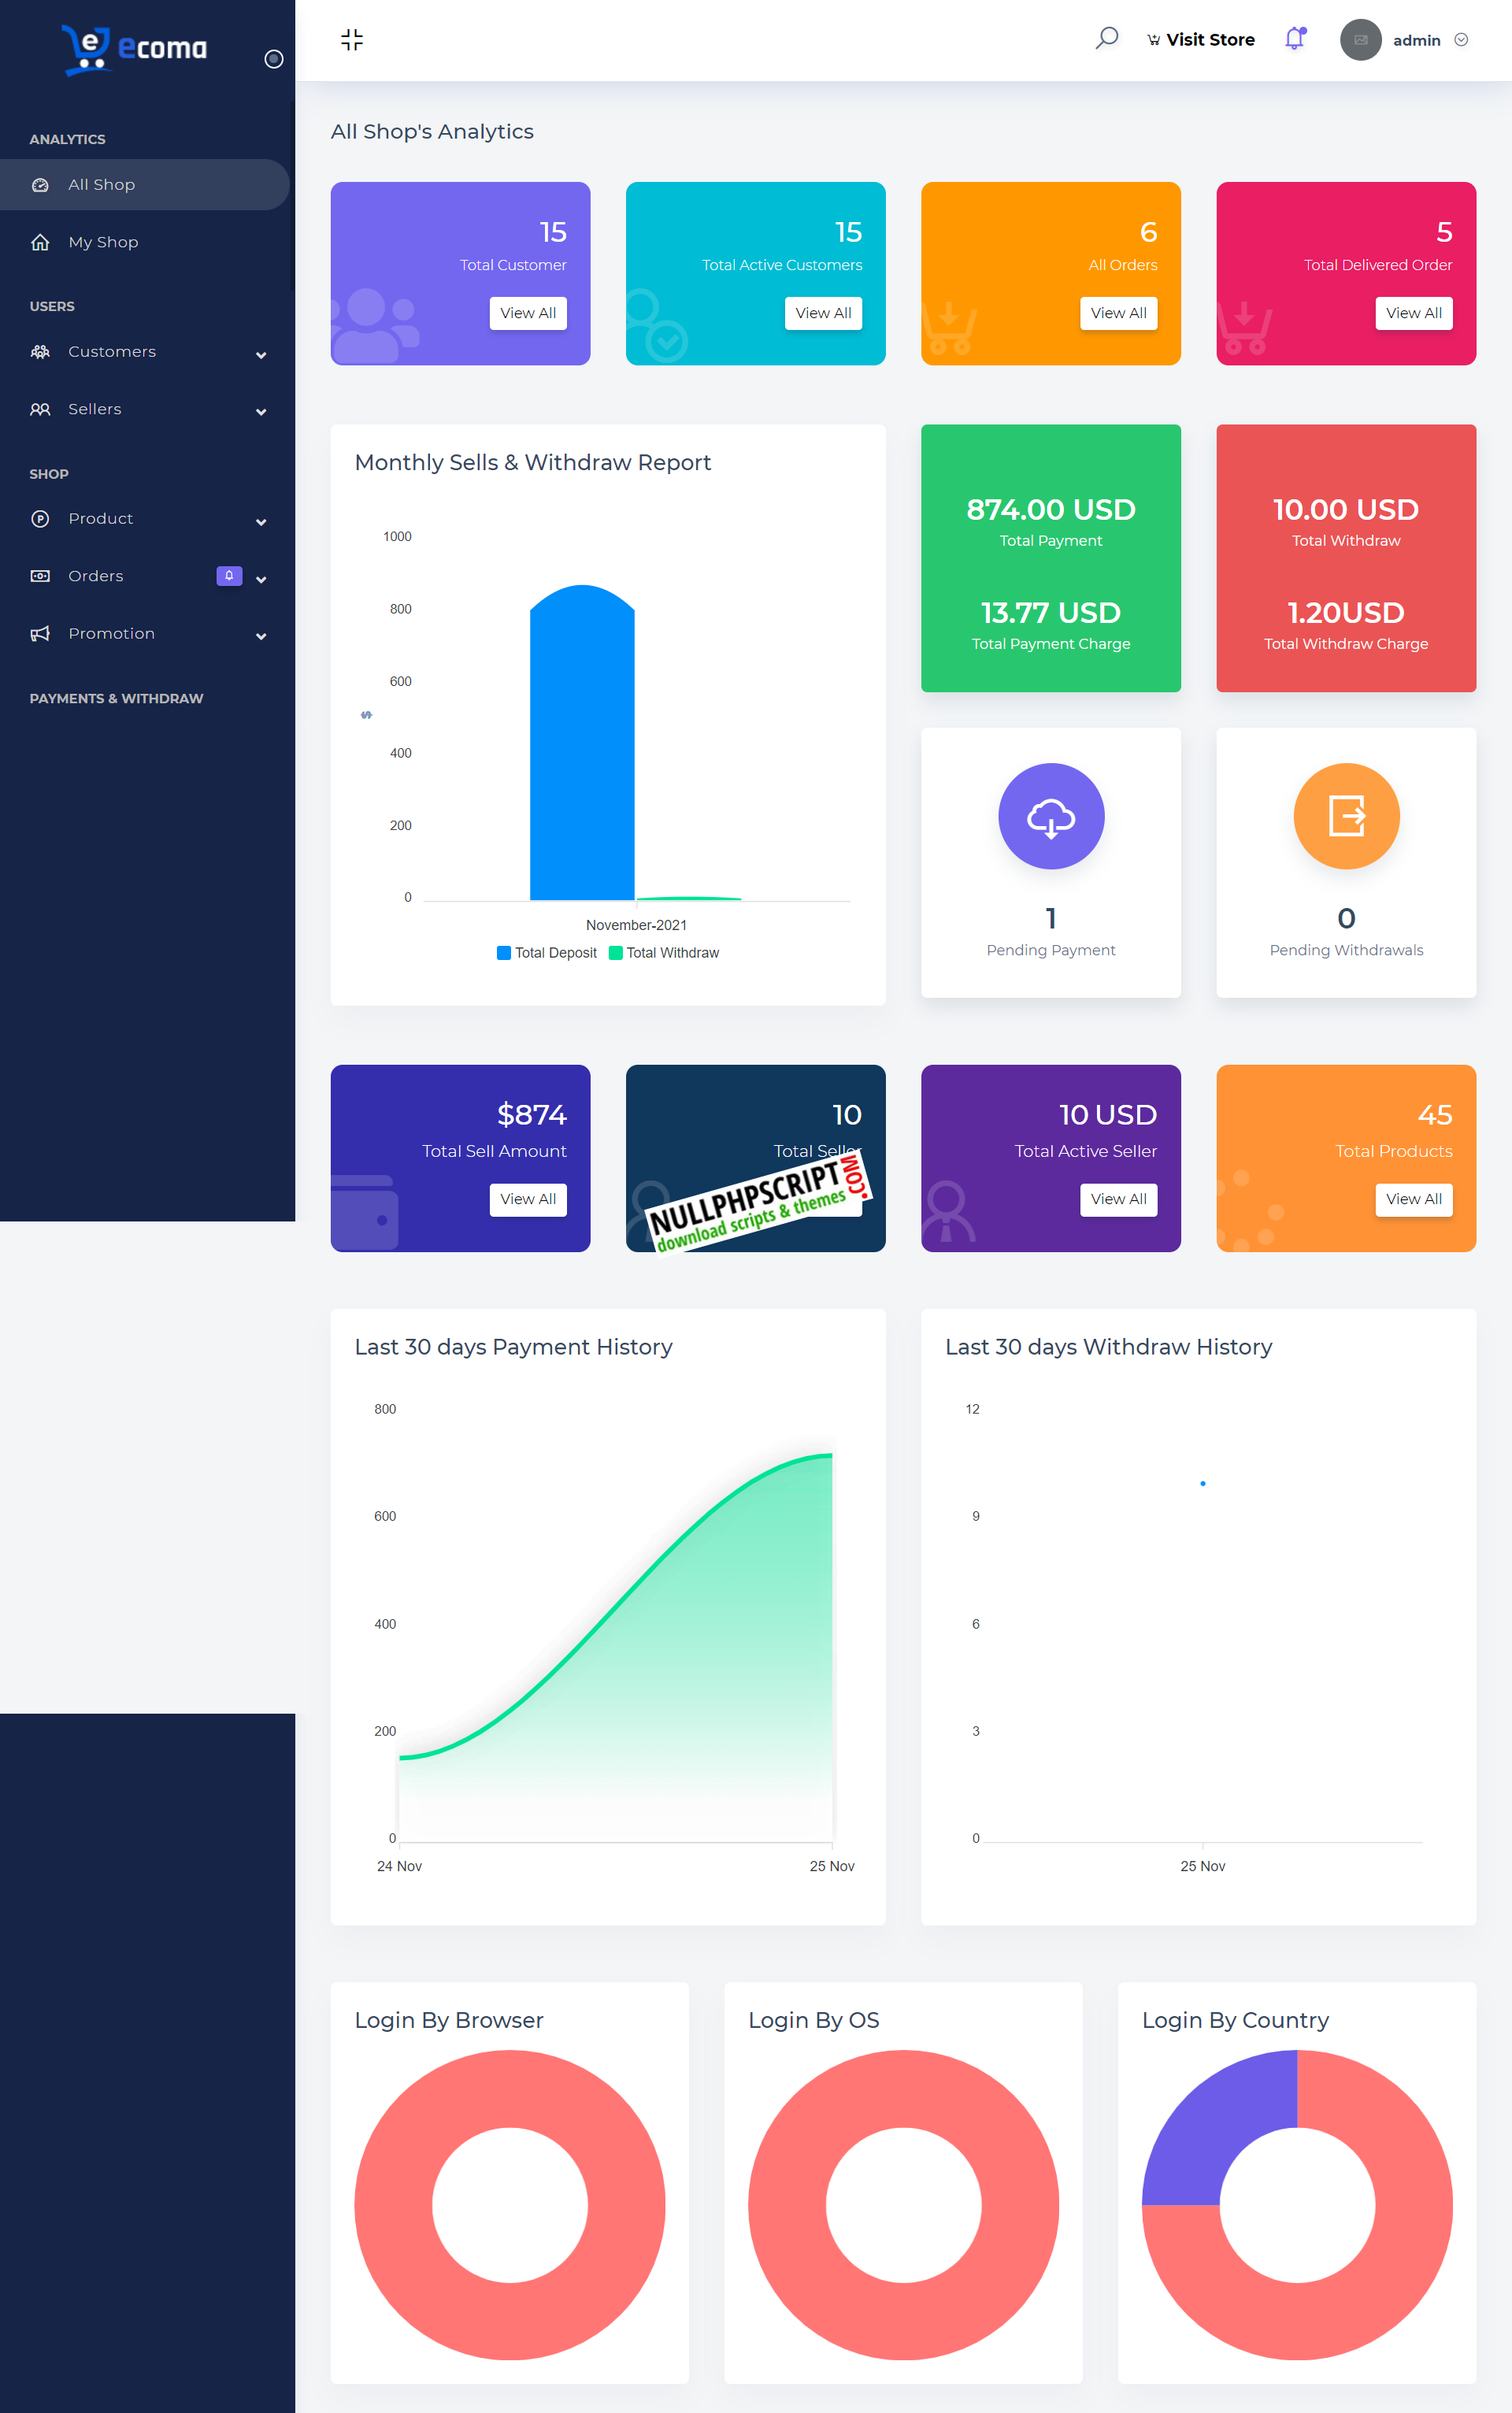 ecoma
Visit Store
admin
ANALYTICS
All Shop
My Shop
USERS
Customers
Sellers
SHOP
Product
Orders
Promotion
PAYMENTS & WITHDRAW
All Shop's Analytics
15
Total Customer
View All
15
Total Active Customers
View All
6
All Orders
View All
5
Total Delivered Order
View All
Monthly Sells & Withdraw Report
1000
800
600
$
400
200
0
November-2021
Total Deposit
Total Withdraw
874.00 USD
Total Payment
13.77 USD
Total Payment Charge
10.00 USD
Total Withdraw
1.20USD
Total Withdraw Charge
1
Pending Payment
0
Pending Withdrawals
$874
Total Sell Amount
View All
10
Total Seller
NULLPHPSCRIPT.COM
download scripts & themes
10 USD
Total Active Seller
View All
45
Total Products
View All
Last 30 days Payment History
800
600
400
200
0
24 Nov
25 Nov
Last 30 days Withdraw History
12
9
6
3
0
25 Nov
Login By Browser
Login By OS
Login By Country